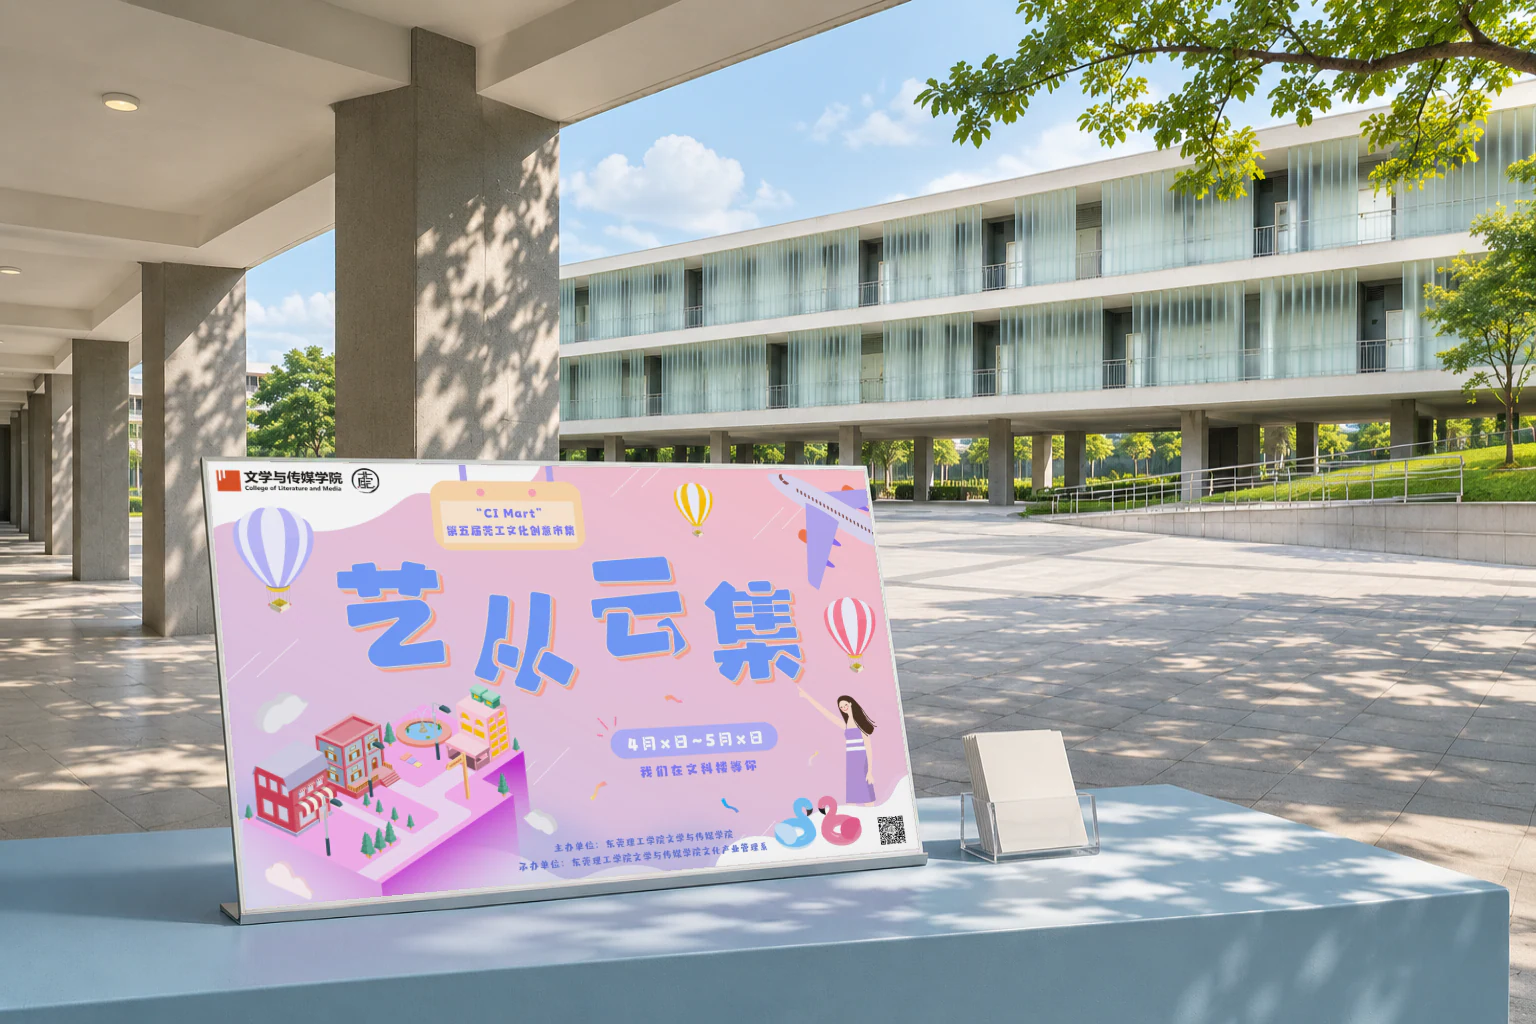 文学与传媒学院
College of Literature and Media
“CI Mart”
第五届莞工文化创意市集
艺从云集
4月x日~5月x日
我们在文科楼等你
主办单位：东莞理工学院文学与传媒学院
承办单位：东莞理工学院文学与传媒学院文化产业管理系